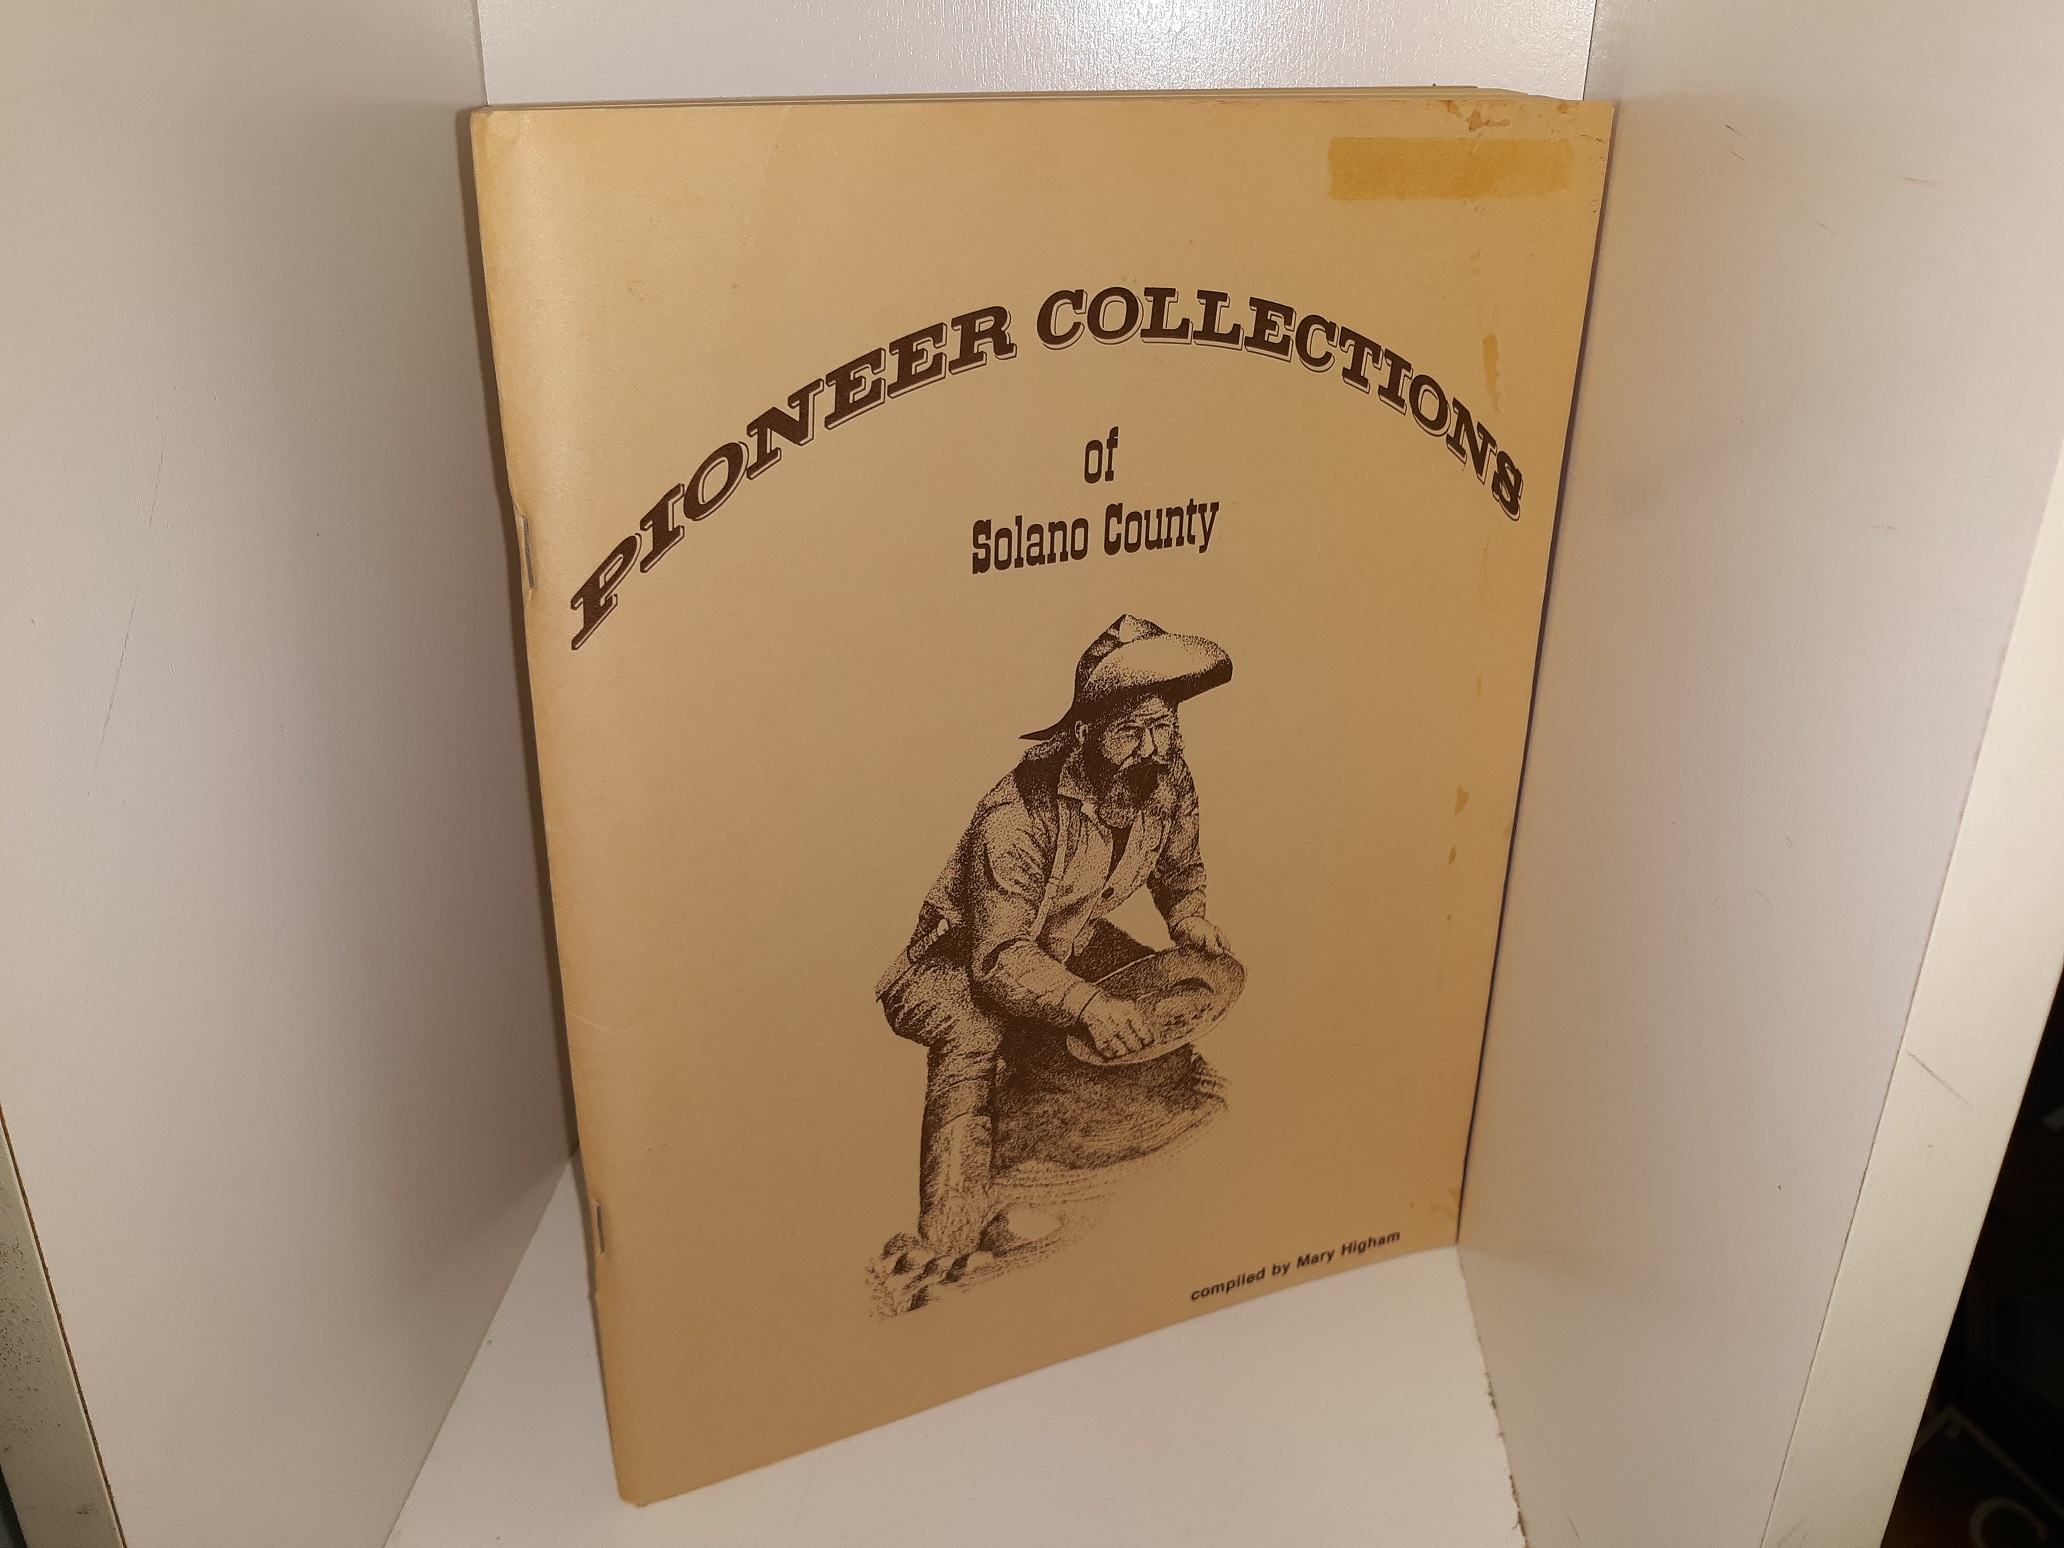 PIONEER COLLECTIONS
of
Solano County
compiled by Mary Higham